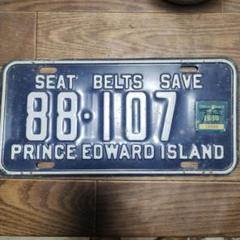 SEAT BELTS SAVE
88·107
PRINCE EDWARD ISLAND